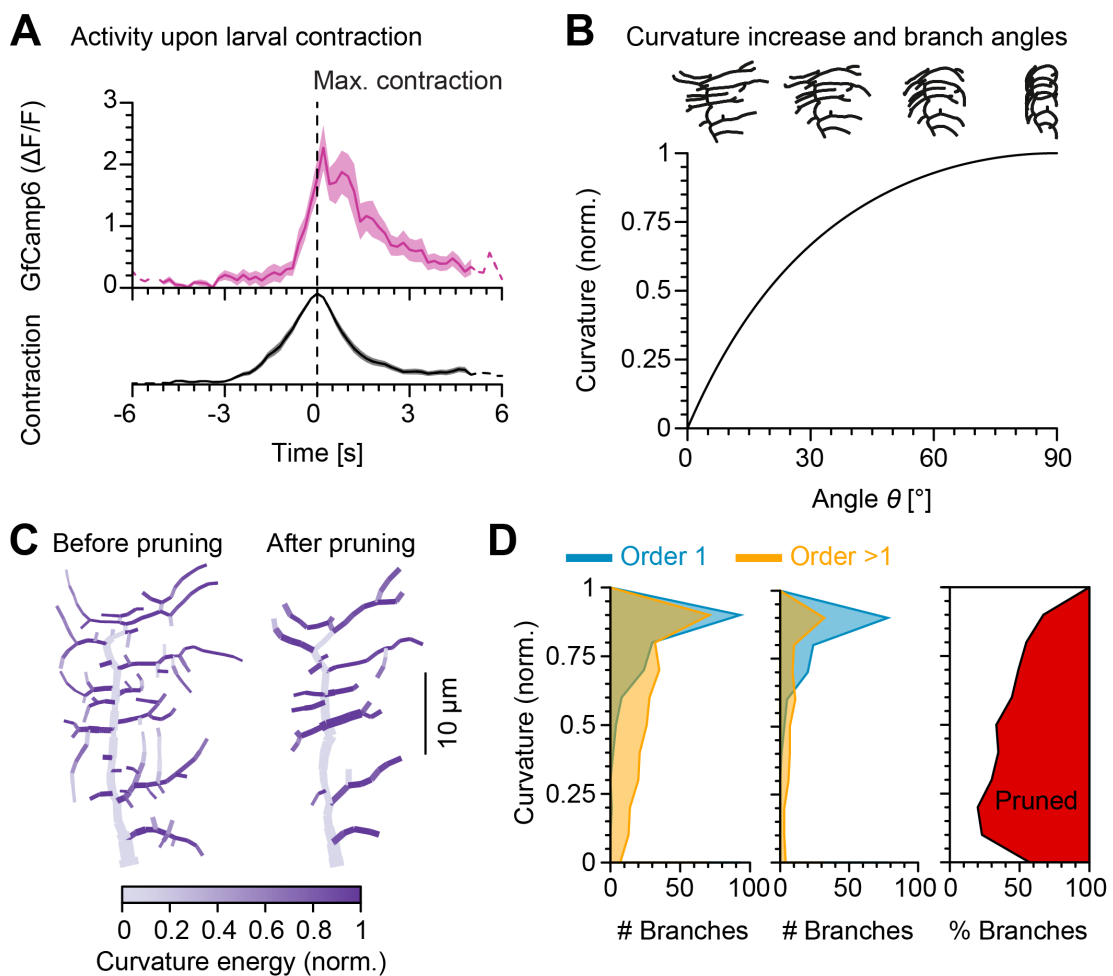 A Activity upon larval contraction
Max. contraction
GfCamp6 (ΔF/F)
3
2
1
0
Contraction
-6 -3 0 3 6
Time [s]
B Curvature increase and branch angles
Curvature (norm.)
1
0.75
0.5
0.25
0
0 30 60 90
Angle θ [°]
C Before pruning After pruning
10 µm
0 0.2 0.4 0.6 0.8 1
Curvature energy (norm.)
D Order 1 Order >1
Curvature (norm.)
1
0.75
0.5
0.25
0
Pruned
0 50 100 0 50 100 0 50 100
# Branches # Branches % Branches